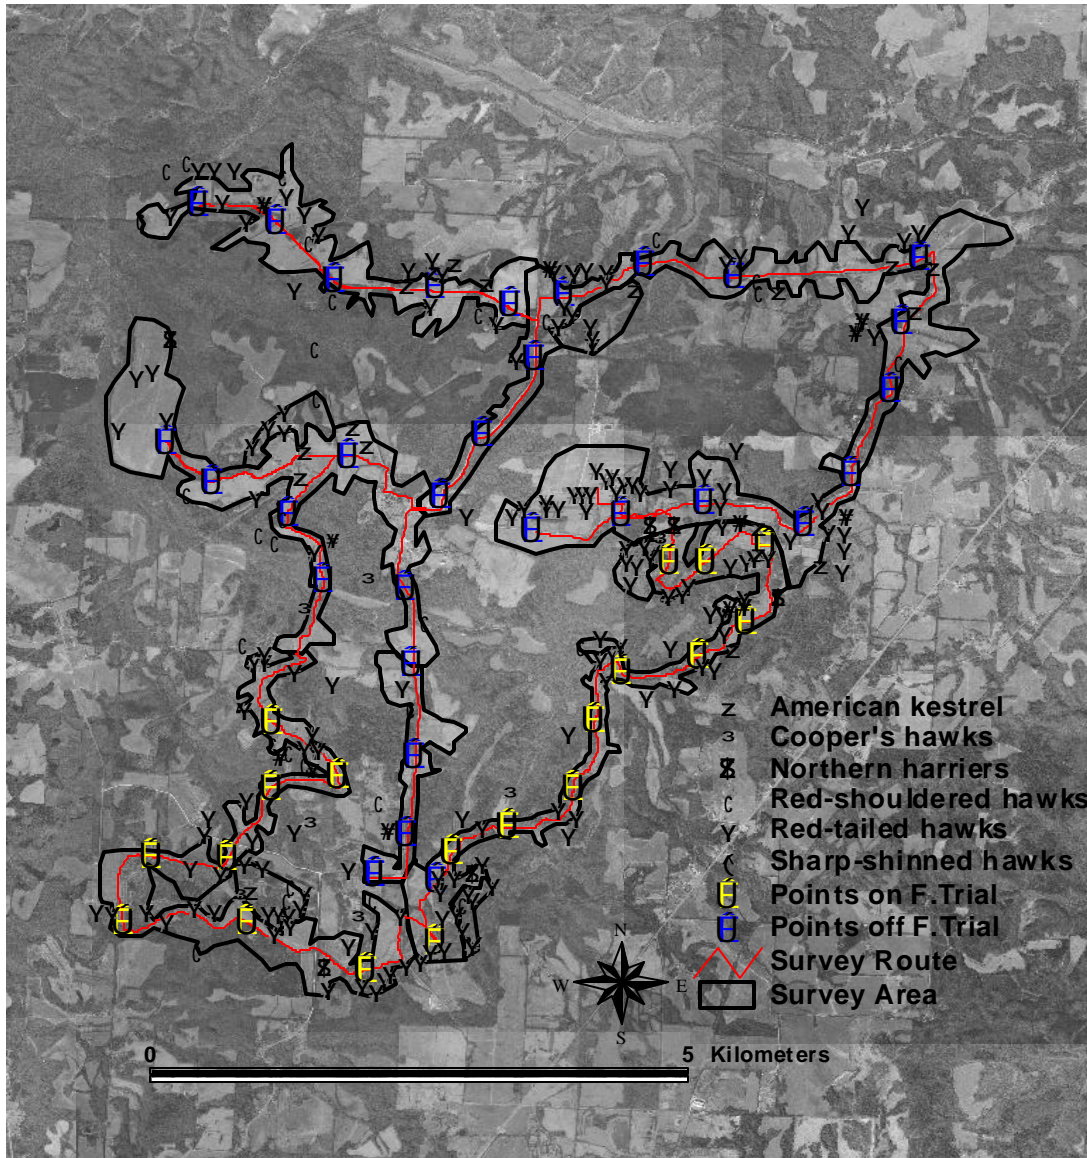 American kestrel
Cooper's hawks
Northern harriers
Red-shouldered hawks
Red-tailed hawks
Sharp-shinned hawks
Points on F.Trial
Points off F.Trial
Survey Route
Survey Area
N
W E
S
0 5 Kilometers